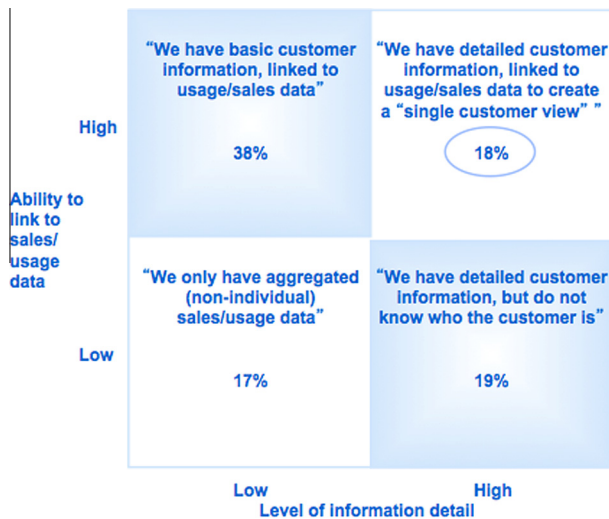 “We have basic customer
information, linked to
usage/sales data”
38%
“We have detailed customer
information, linked to
usage/sales data to create
a “single customer view” ”
18%
High
Ability to
link to
sales/
usage
data
“We only have aggregated
(non-individual)
sales/usage data”
17%
“We have detailed customer
information, but do not
know who the customer is”
19%
Low
Low
High
Level of information detail